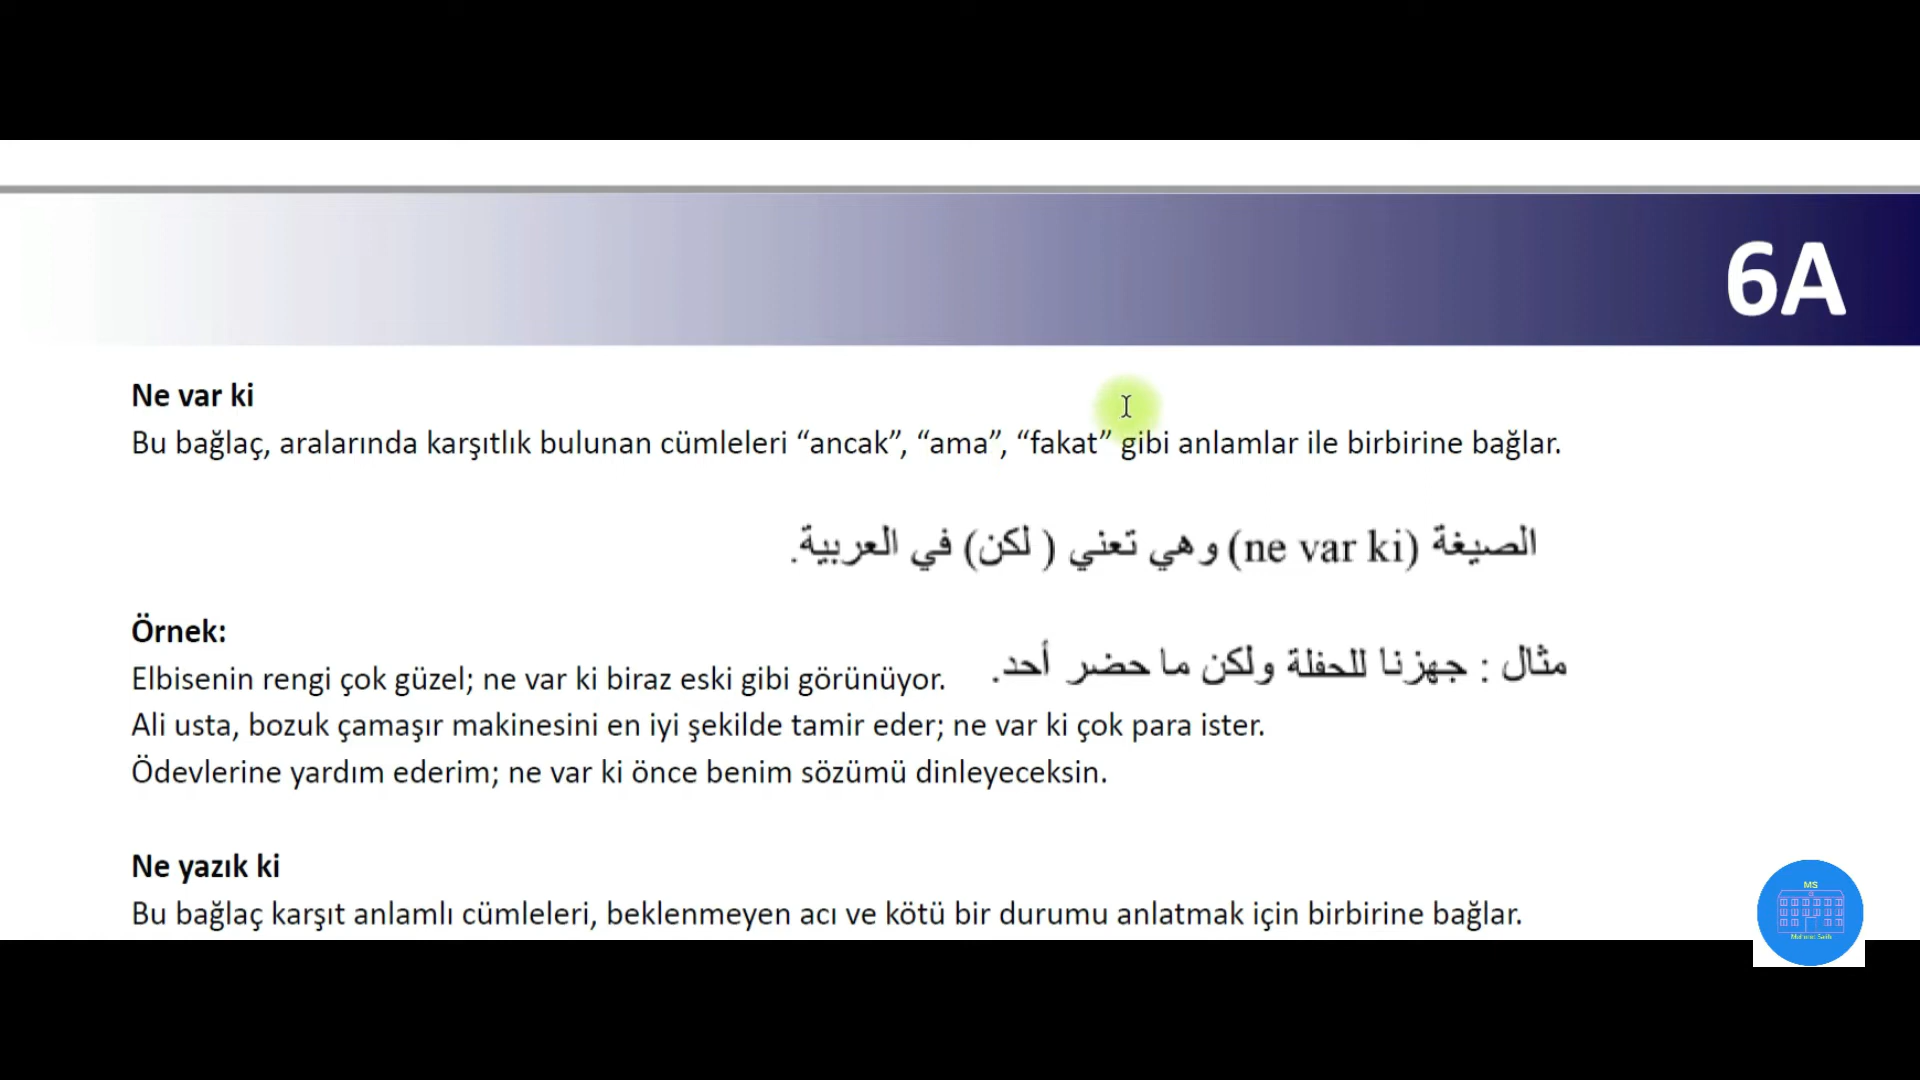 6A
Ne var ki
Bu bağlaç, aralarında karşıtlık bulunan cümleleri “ancak”, “ama”, “fakat” gibi anlamlar ile birbirine bağlar.
الصيغة (ne var ki) وهي تعني ( لكن) في العربية.
Örnek:
مثال : جهزنا للحفلة ولكن ما حضر أحد.
Elbisenin rengi çok güzel; ne var ki biraz eski gibi görünüyor.
Ali usta, bozuk çamaşır makinesini en iyi şekilde tamir eder; ne var ki çok para ister.
Ödevlerine yardım ederim; ne var ki önce benim sözümü dinleyeceksin.
Ne yazık ki
Bu bağlaç karşıt anlamlı cümleleri, beklenmeyen acı ve kötü bir durumu anlatmak için birbirine bağlar.
MS